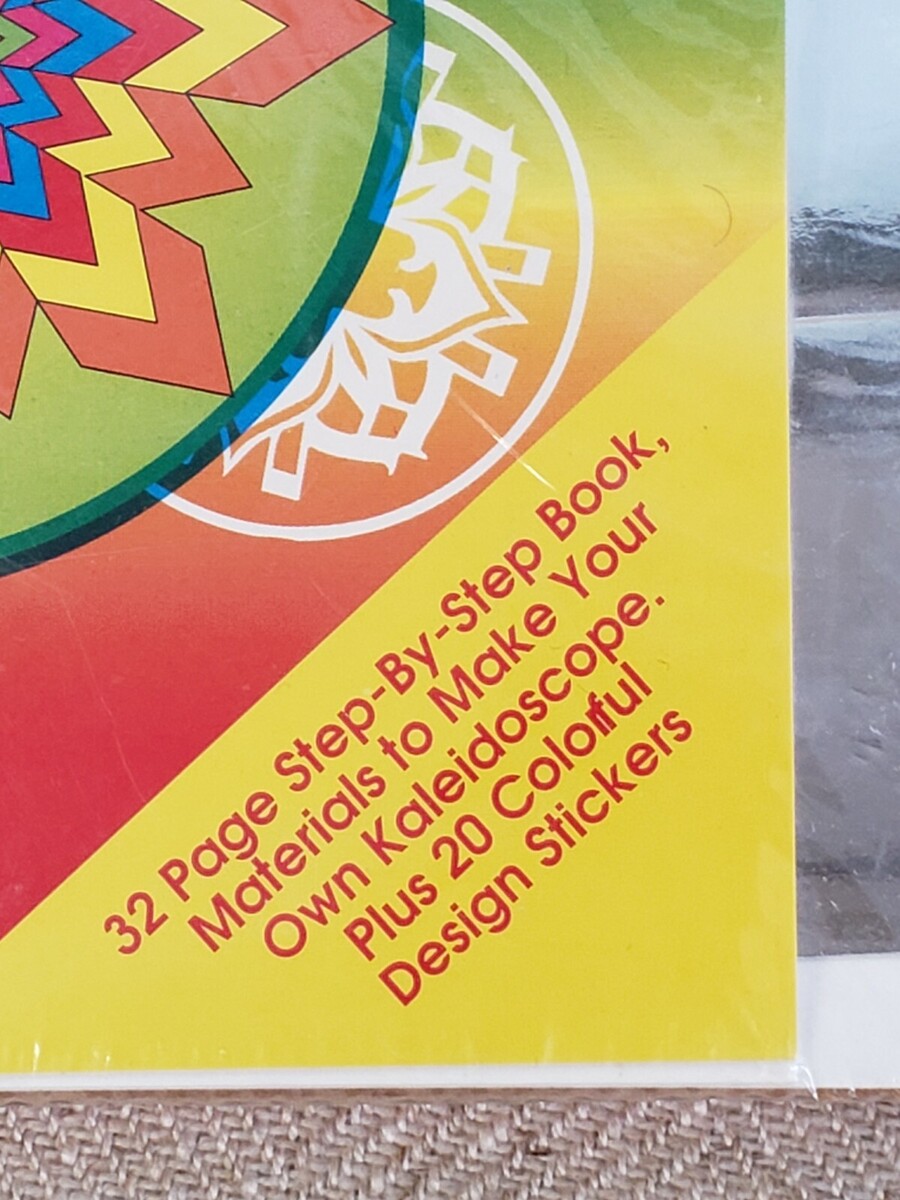 32 Page Step-By-Step Book,
Materials to Make Your
Own Kaleidoscope.
Plus 20 Colorful
Design Stickers